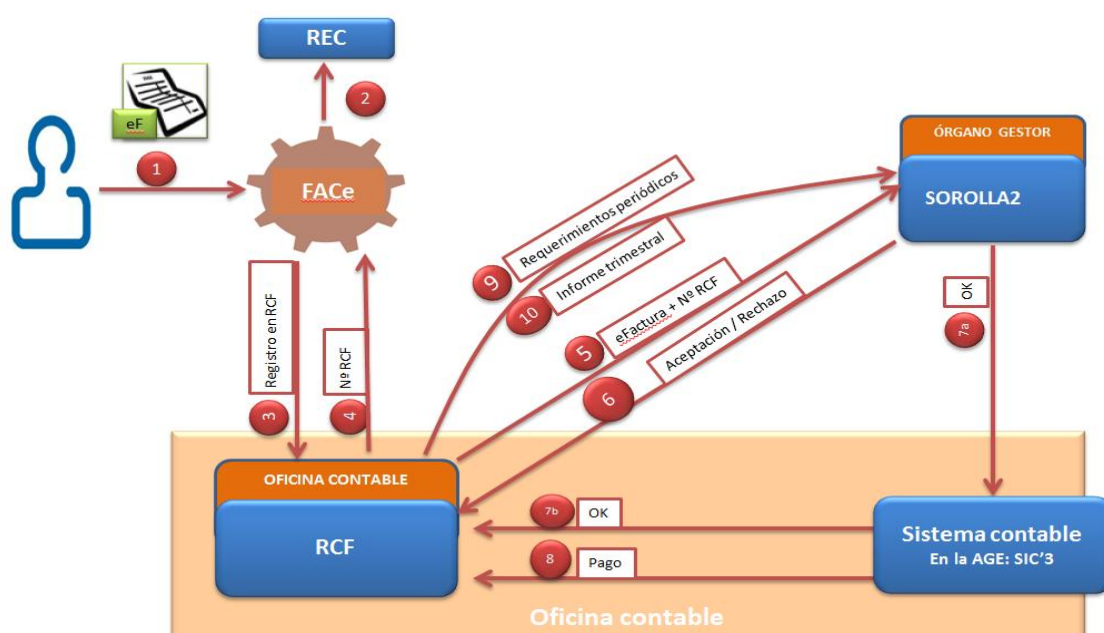 REC
2
eF
1
FACe
ÓRGANO GESTOR
SOROLLA2
9
Requerimientos periódicos
10
Informe trimestral
5
eFactura + Nº RCF
6
Aceptación / Rechazo
OK
7a
Registro en RCF
3
Nº RCF
4
OFICINA CONTABLE
RCF
7b
OK
8
Pago
Sistema contable
En la AGE: SIC’3
Oficina contable